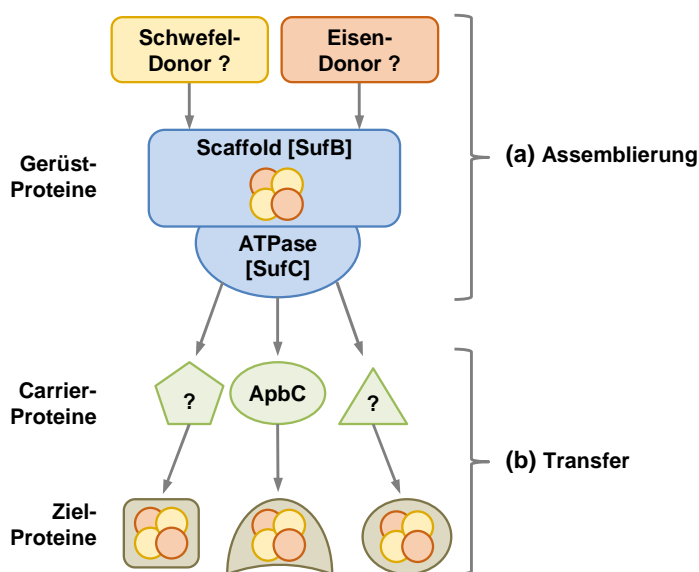 Schwefel-
Donor ?
Eisen-
Donor ?
Gerüst-
Proteine
Scaffold [SufB]
ATPase
[SufC]
(a) Assemblierung
Carrier-
Proteine
?
ApbC
?
(b) Transfer
Ziel-
Proteine